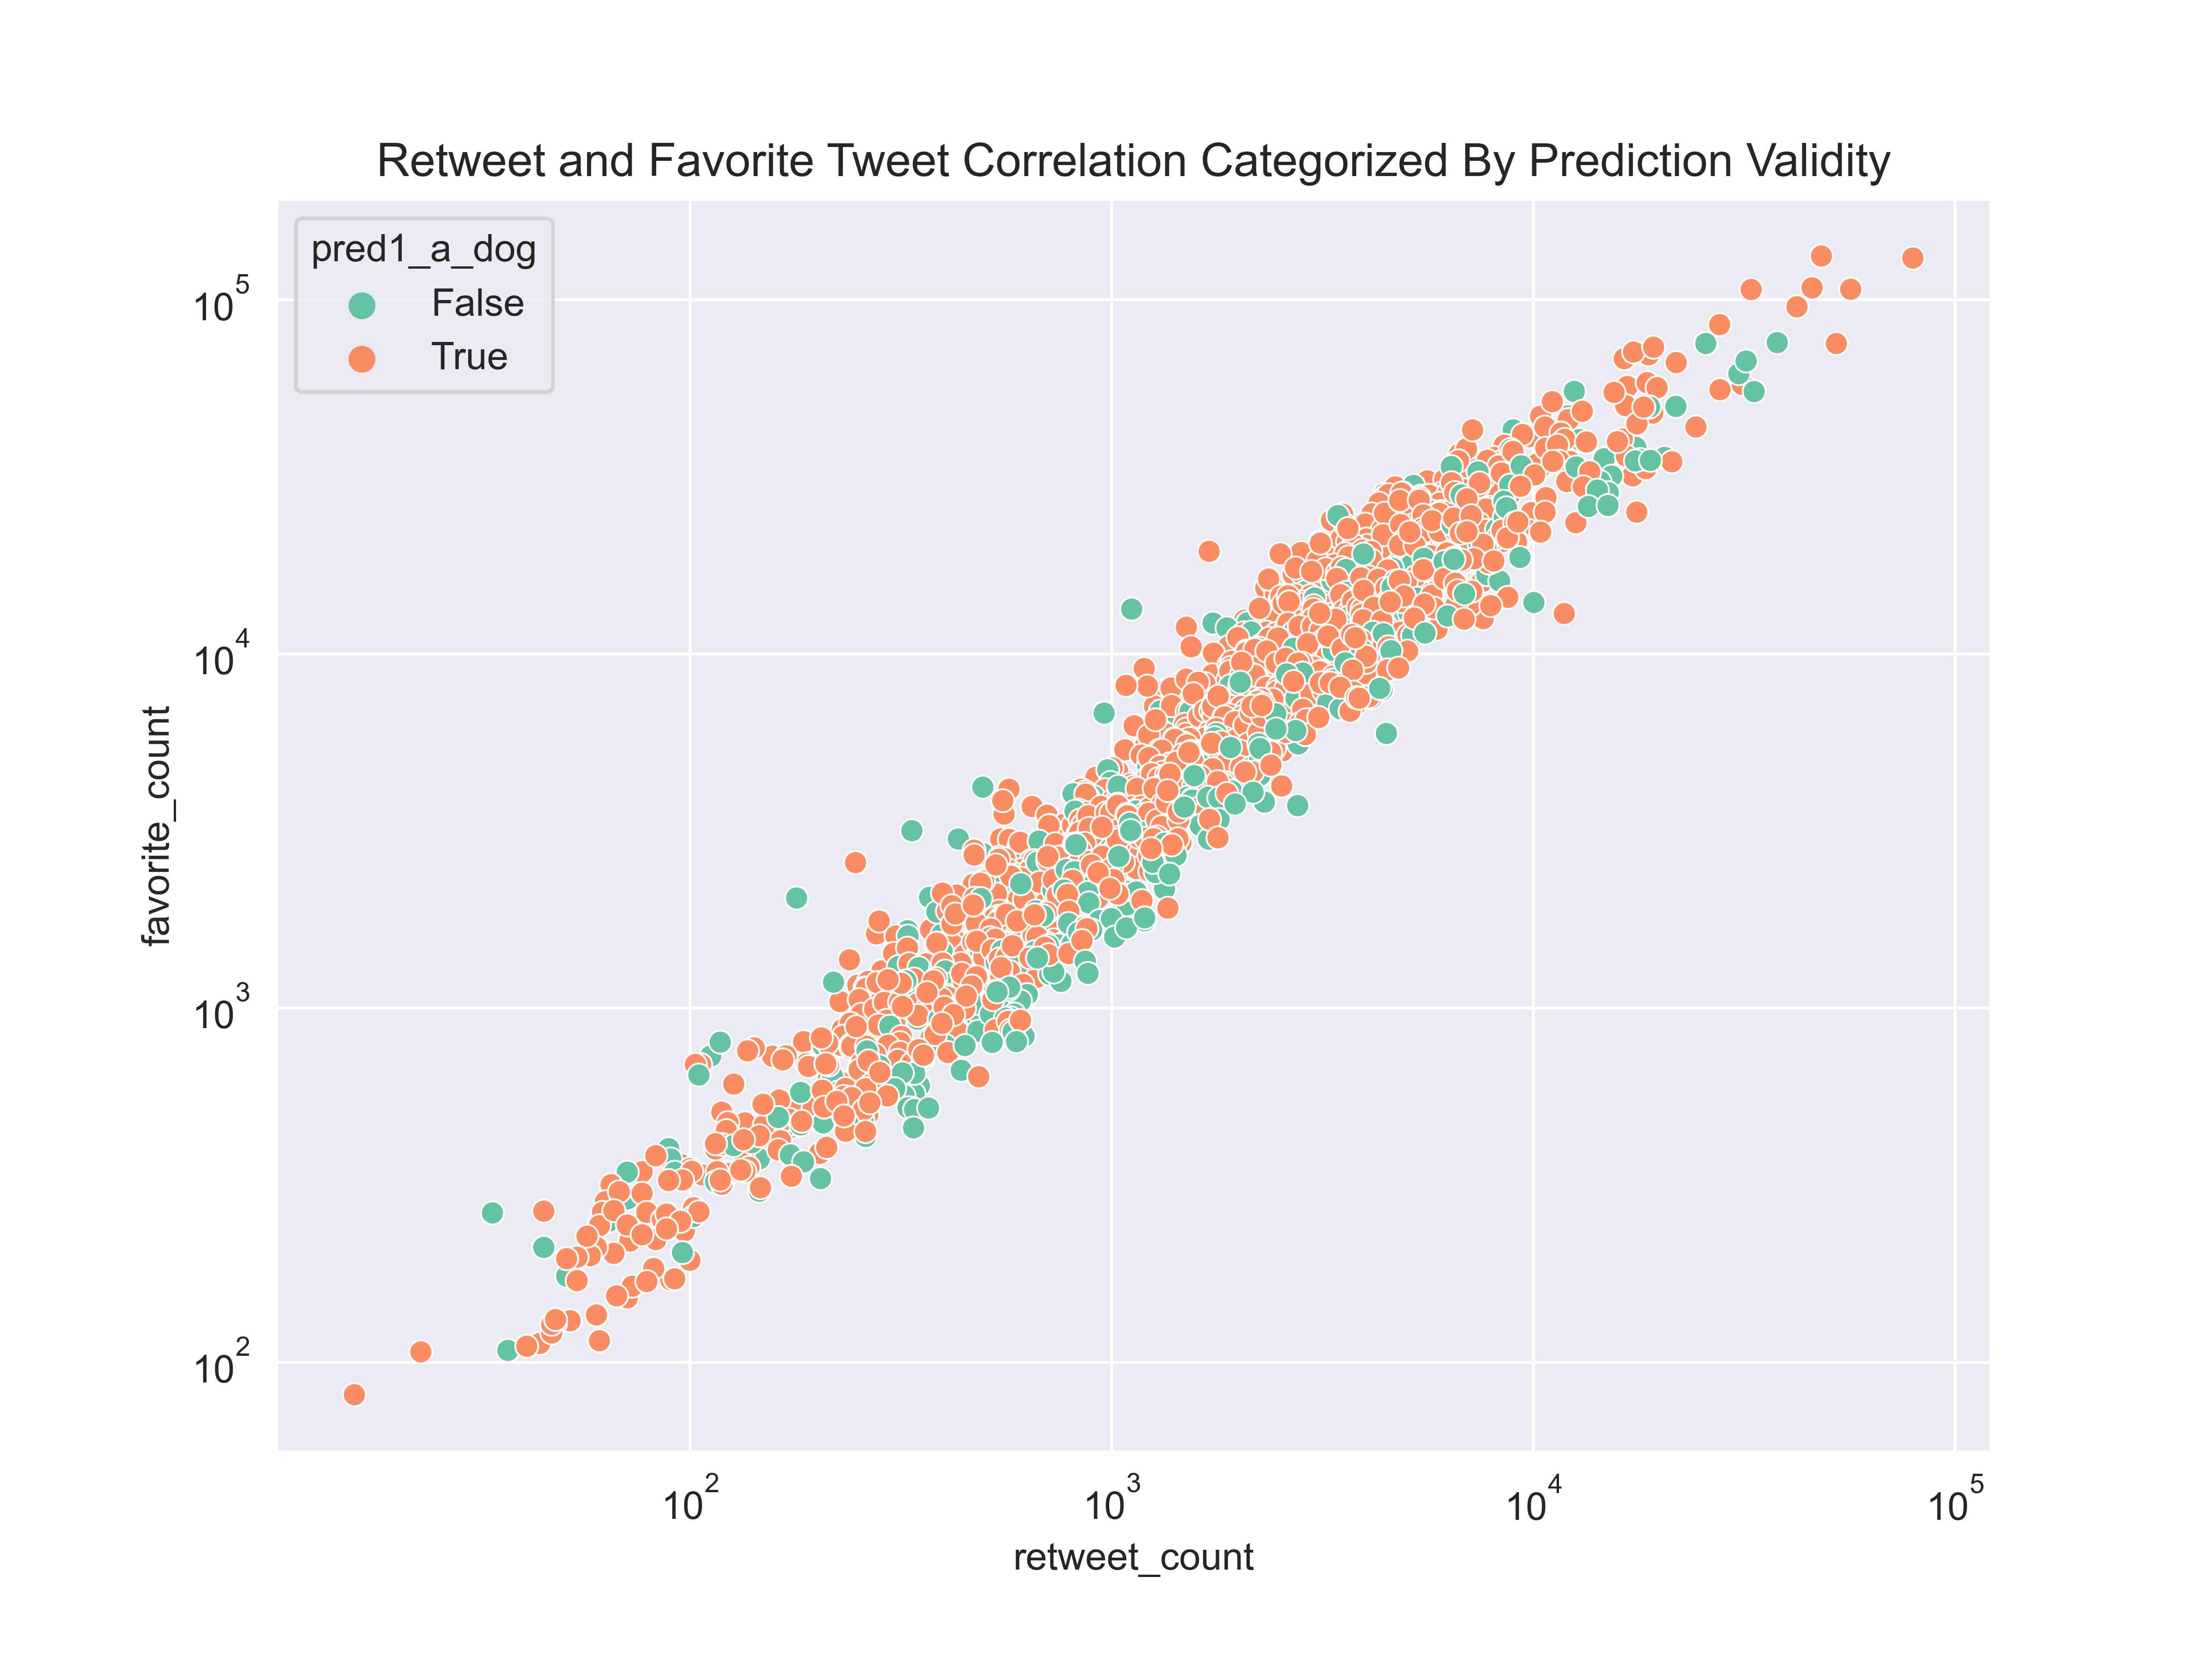 Retweet and Favorite Tweet Correlation Categorized By Prediction Validity
pred1_a_dog
False
True
10^5
10^4
10^3
10^2
favorite_count
10^2 10^3 10^4 10^5
retweet_count